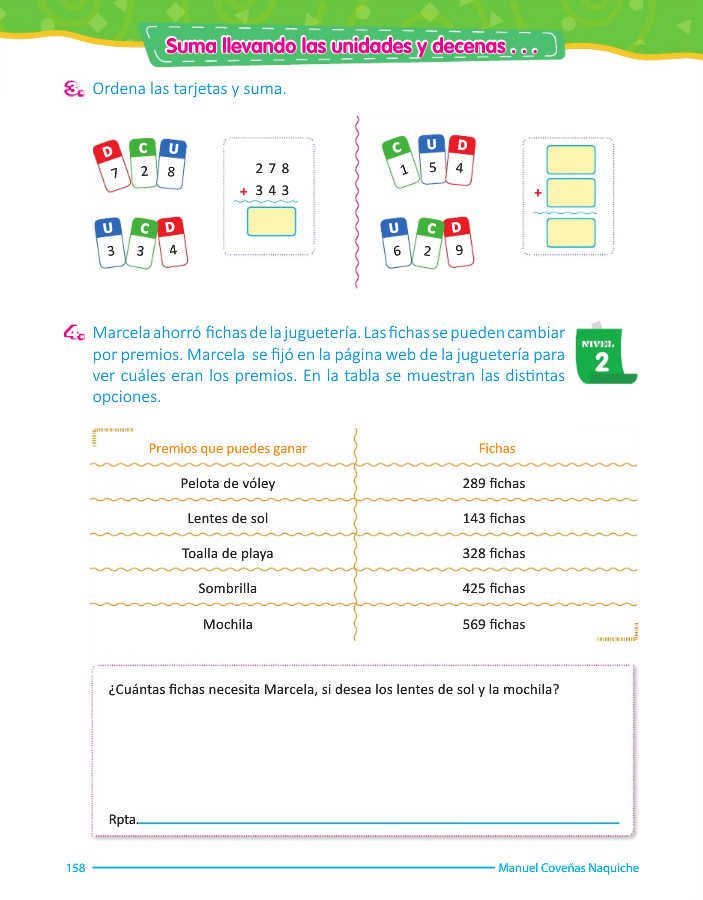 Suma llevando las unidades y decenas . . .
3. Ordena las tarjetas y suma.
D C U
7 2 8
2 7 8
+ 3 4 3
U C D
3 3 4
C U D
1 5 4
+
U C D
6 2 9
4. Marcela ahorró fichas de la juguetería. Las fichas se pueden cambiar
por premios. Marcela se fijó en la página web de la juguetería para
ver cuáles eran los premios. En la tabla se muestran las distintas
opciones.
NIVEL
2
Premios que puedes ganar Fichas
Pelota de vóley 289 fichas
Lentes de sol 143 fichas
Toalla de playa 328 fichas
Sombrilla 425 fichas
Mochila 569 fichas
¿Cuántas fichas necesita Marcela, si desea los lentes de sol y la mochila?
Rpta.
158 Manuel Coveñas Naquiche